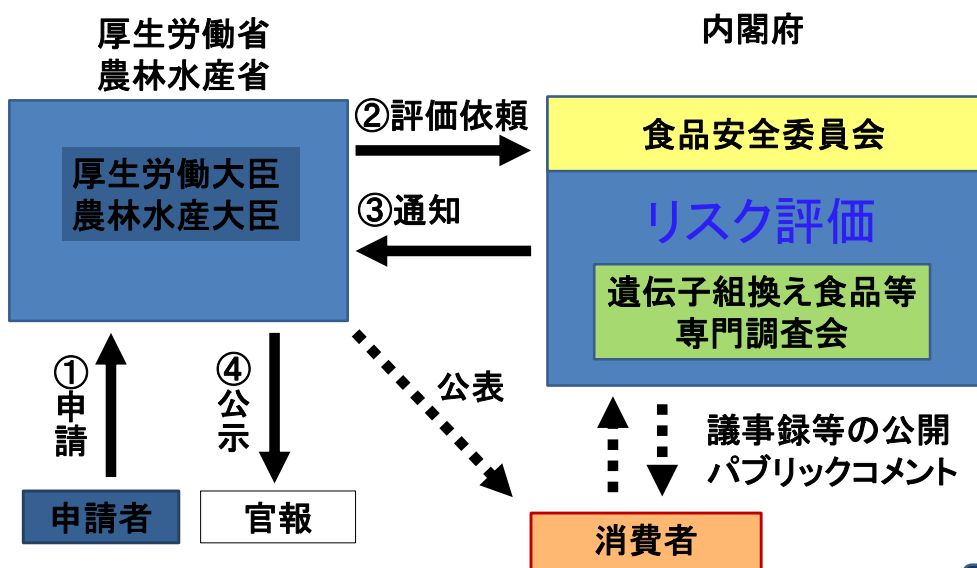 厚生労働省
農林水産省
内閣府
厚生労働大臣
農林水産大臣
②評価依頼
③通知
食品安全委員会
リスク評価
遺伝子組換え食品等
専門調査会
①申請
④公示
公表
議事録等の公開
パブリックコメント
申請者
官報
消費者